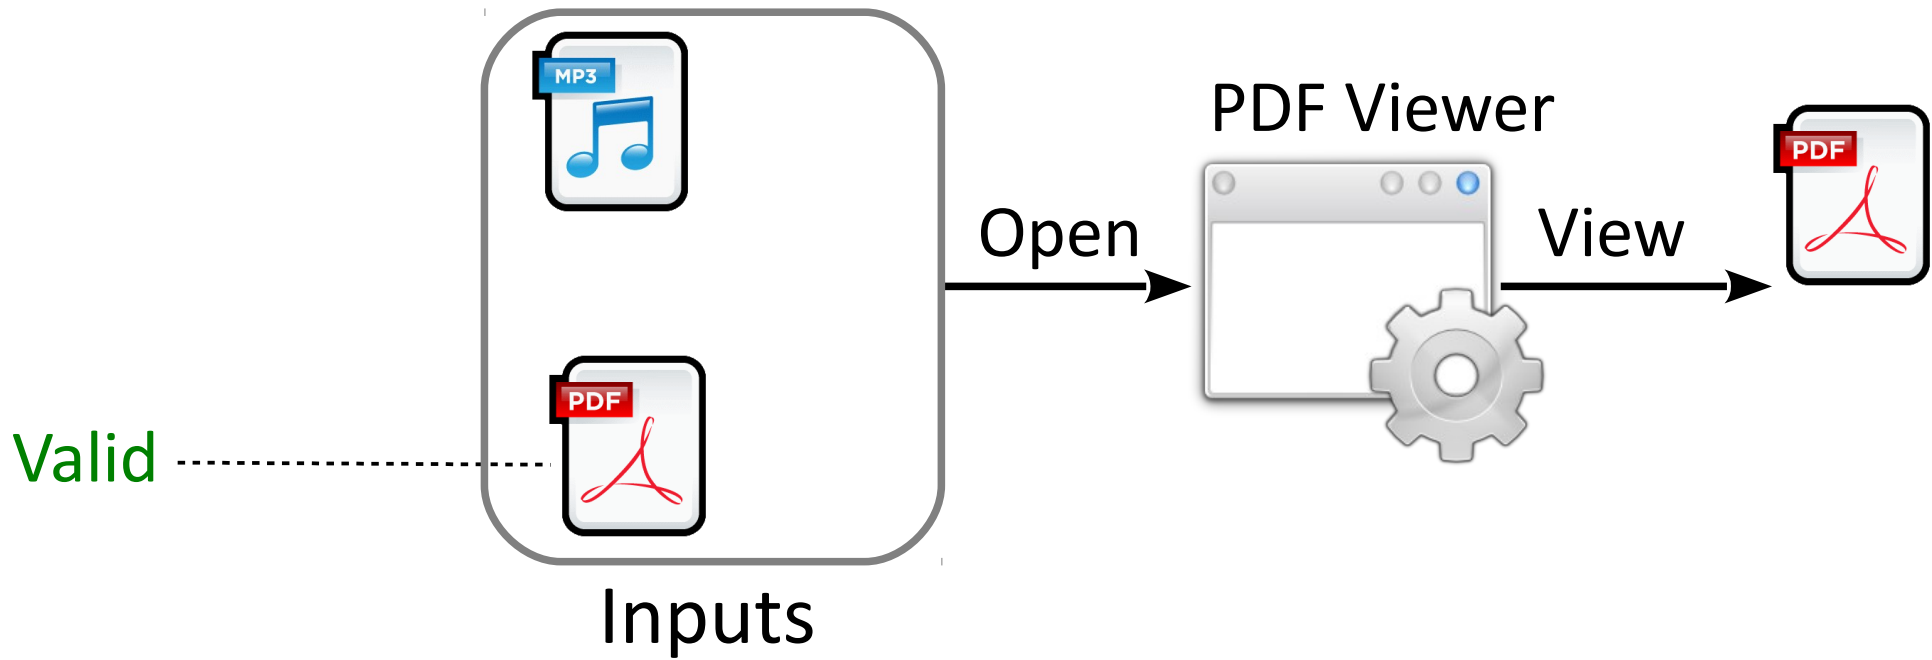 MP3
PDF Viewer
PDF
Open
View
PDF
Valid
Inputs